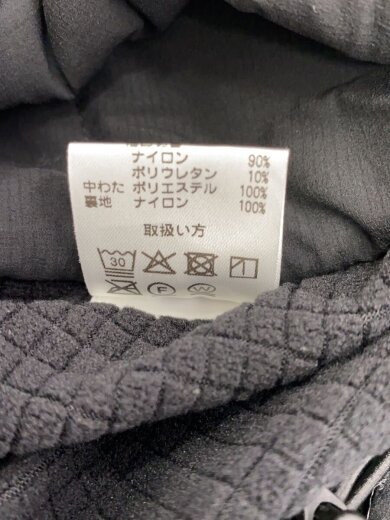 ナイロン 90%
ポリウレタン 10%
中わた ポリエステル 100%
裏地 ナイロン 100%
取扱い方
30
F W